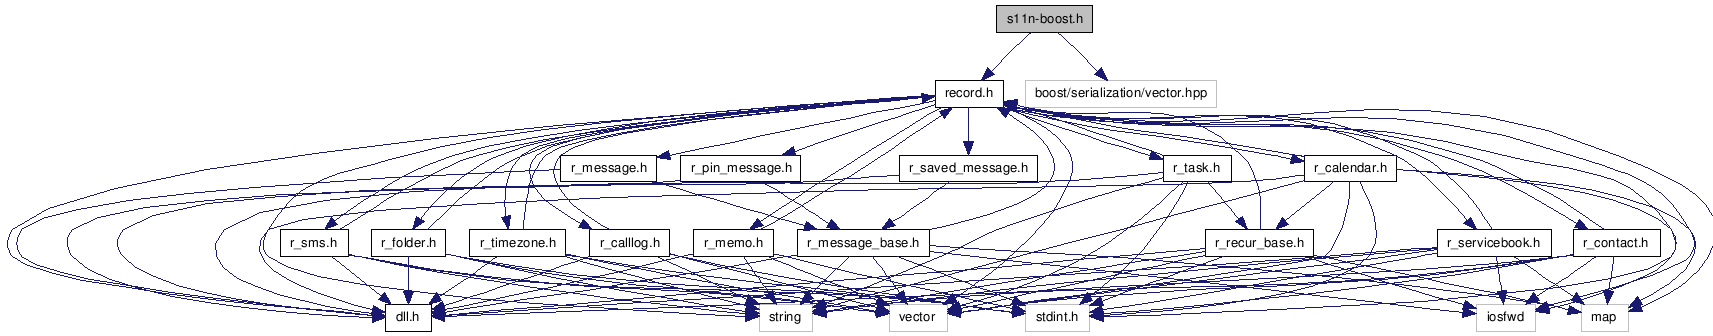 s11n-boost.h
record.h
boost/serialization/vector.hpp
r_message.h
r_pin_message.h
r_saved_message.h
r_task.h
r_calendar.h
r_sms.h
r_folder.h
r_timezone.h
r_calllog.h
r_memo.h
r_message_base.h
r_recur_base.h
r_servicebook.h
r_contact.h
dll.h
string
vector
stdint.h
iosfwd
map